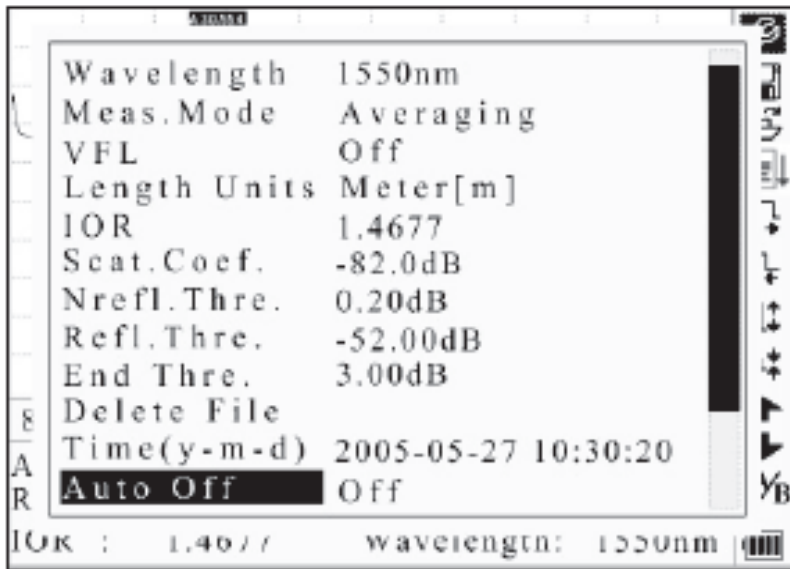 Wavelength 1550nm
Meas.Mode Averaging
VFL Off
Length Units Meter[m]
IOR 1.4677
Scat.Coef. -82.0dB
Nrefl.Thre. 0.20dB
Refl.Thre. -52.00dB
End Thre. 3.00dB
Delete File
Time(y-m-d) 2005-05-27 10:30:20
Auto Off Off
8
A
R
IOR : 1.4677 Wavelength: 1550nm